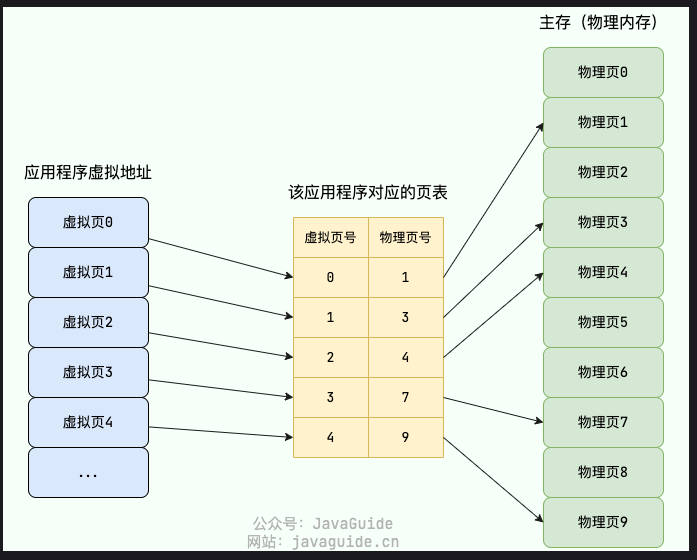 主存（物理内存）
物理页0
物理页1
物理页2
物理页3
物理页4
物理页5
物理页6
物理页7
物理页8
物理页9
应用程序虚拟地址
虚拟页0
虚拟页1
虚拟页2
虚拟页3
虚拟页4
...
该应用程序对应的页表
虚拟页号 物理页号
0 1
1 3
2 4
3 7
4 9
公众号：JavaGuide
网站：javaguide.cn